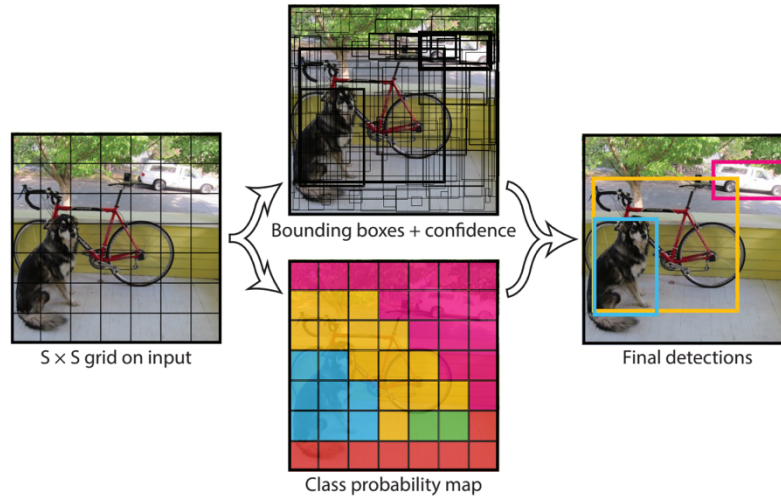 Bounding boxes + confidence
S × S grid on input
Final detections
Class probability map